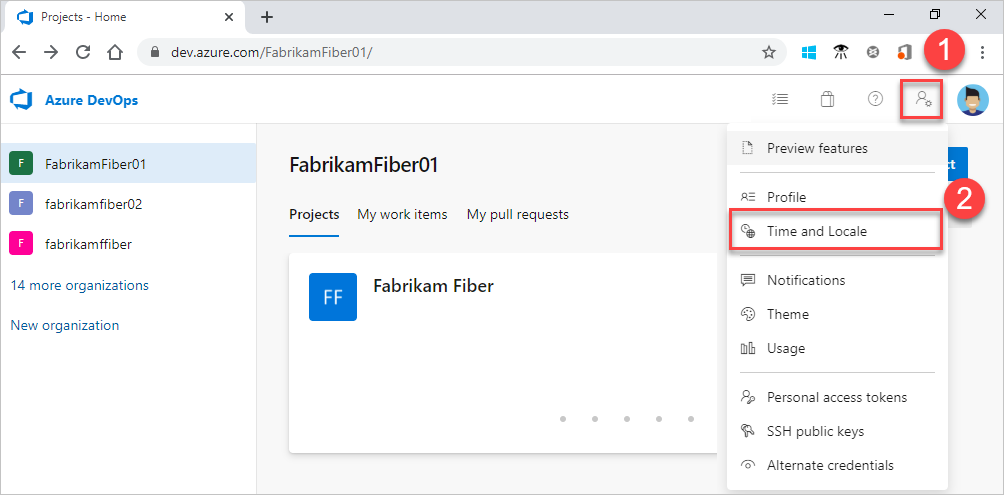 Projects - Home
dev.azure.com/FabrikamFiber01/
1
Azure DevOps
F FabrikamFiber01
F fabrikamfiber02
F fabrikamffiber
14 more organizations
New organization
FabrikamFiber01
Projects My work items My pull requests
FF Fabrikam Fiber
ct
Preview features
Profile
2
Time and Locale
Notifications
Theme
Usage
Personal access tokens
SSH public keys
Alternate credentials